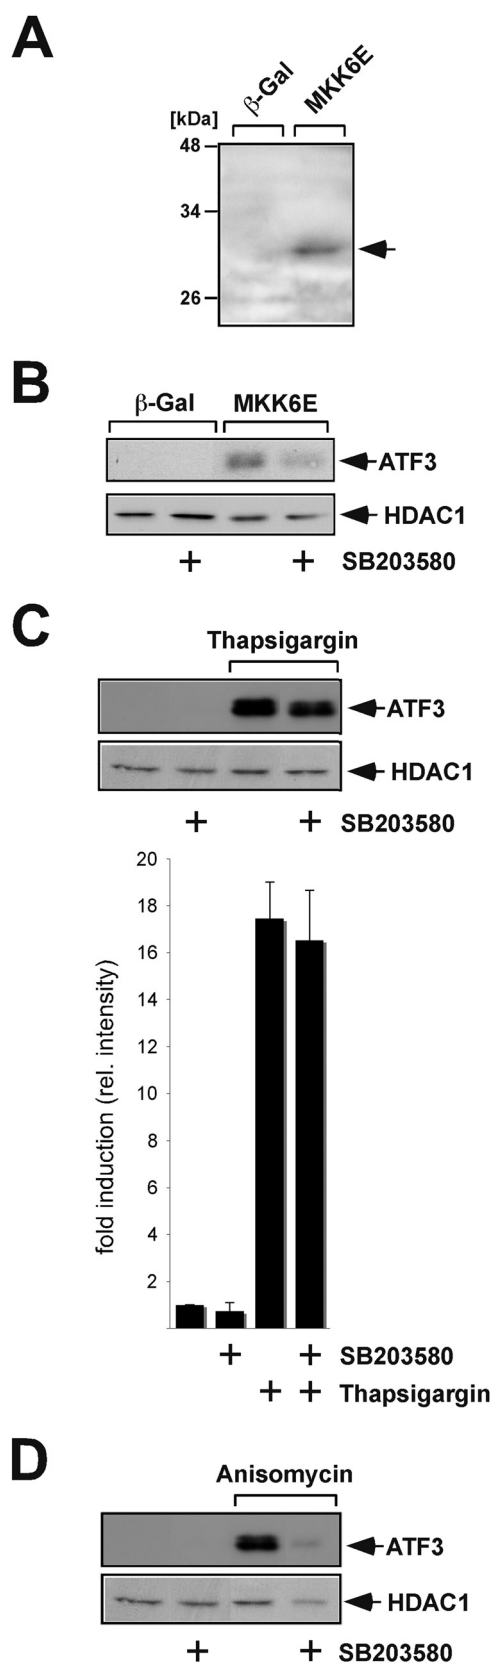 A
β-Gal MKK6E
[kDa]
48
34
26
B
β-Gal MKK6E
ATF3
HDAC1
+ + SB203580
C
Thapsigargin
ATF3
HDAC1
+ + SB203580
fold induction (rel. intensity)
20
18
16
14
12
10
8
6
4
2
+ + SB203580
+ + Thapsigargin
D
Anisomycin
ATF3
HDAC1
+ + SB203580